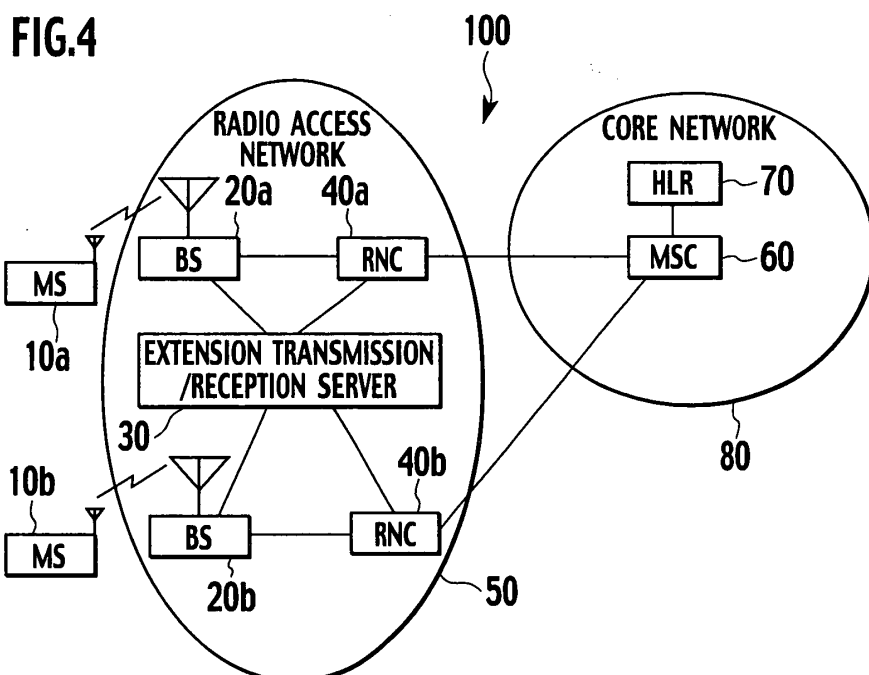 FIG.4
100
RADIO ACCESS
NETWORK
CORE NETWORK
20a
40a
HLR
70
BS
RNC
MSC
60
MS
10a
EXTENSION TRANSMISSION
/RECEPTION SERVER
30
80
10b
40b
MS
BS
RNC
20b
50